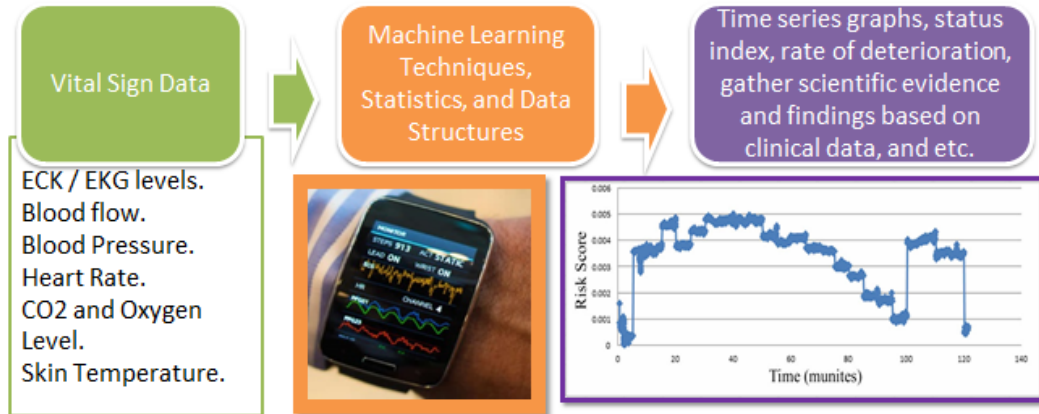 Vital Sign Data
Machine Learning
Techniques,
Statistics, and Data
Structures
Time series graphs, status
index, rate of deterioration,
gather scientific evidence
and findings based on
clinical data, and etc.
ECK / EKG levels.
Blood flow.
Blood Pressure.
Heart Rate.
CO2 and Oxygen
Level.
Skin Temperature.
MONITOR
STEPS 913 ACT STATIC
LEAD ON WRIST ON
HR CHANNEL 4
Risk Score
0.006
0.005
0.004
0.003
0.002
0.001
0
0 20 40 60 80 100 120 140
Time (munites)